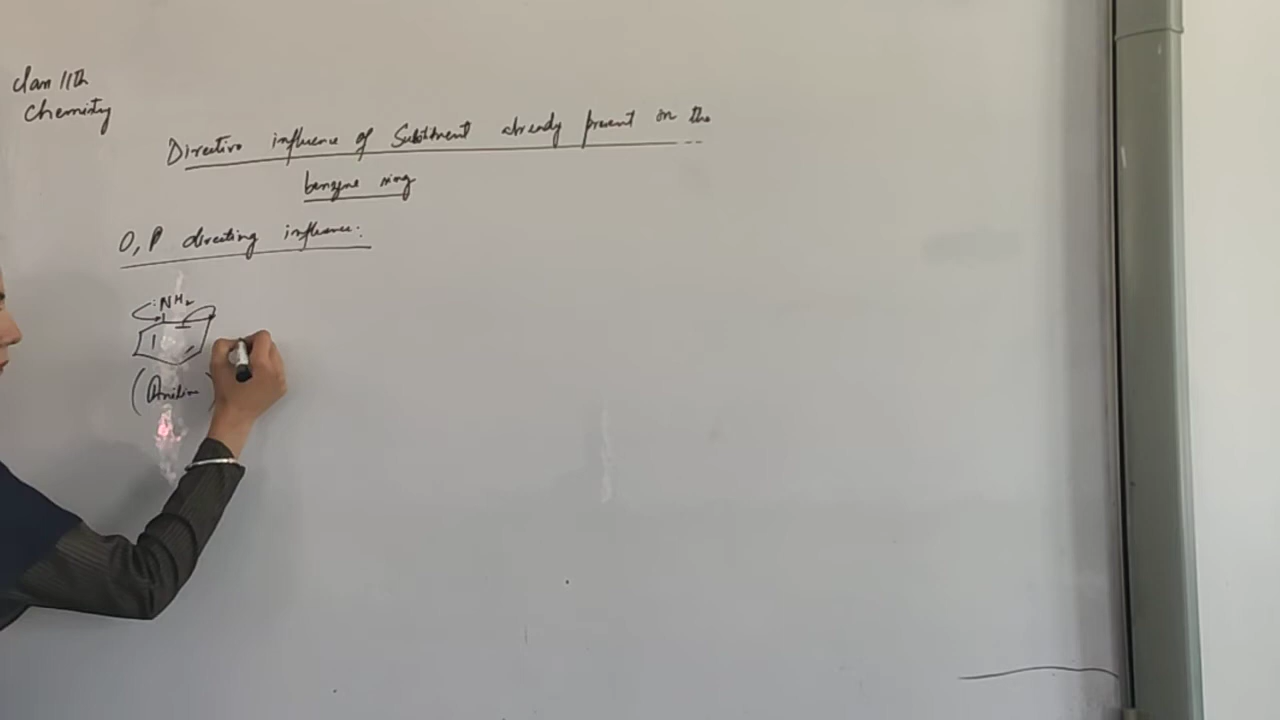 Class 11th
Chemistry
Directive influence of Substituent already present on the
benzene ring
O, P directing influence:
:NH₂
(Aniline)